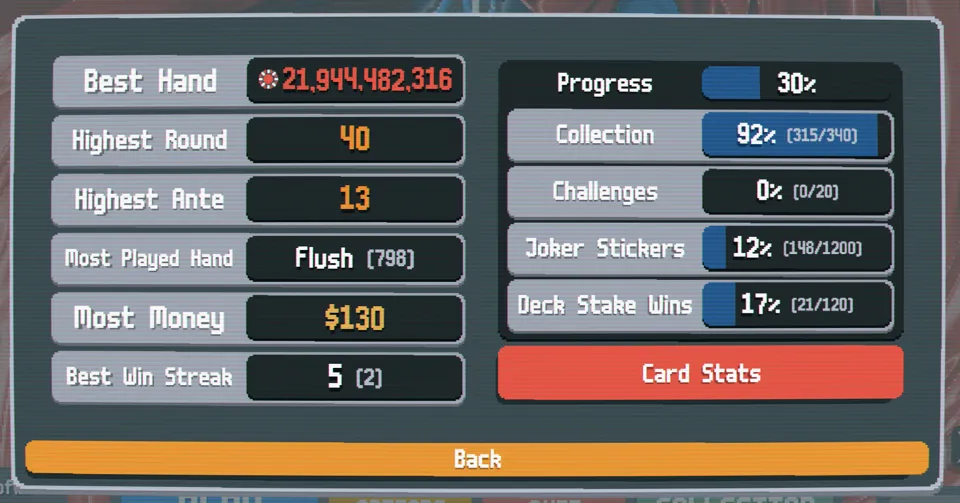 Best Hand 21,944,482,316
Highest Round 40
Highest Ante 13
Most Played Hand Flush (798)
Most Money $130
Best Win Streak 5 (2)
Progress 30%
Collection 92% (315/340)
Challenges 0% (0/20)
Joker Stickers 12% (148/1200)
Deck Stake Wins 17% (21/120)
Card Stats
Back